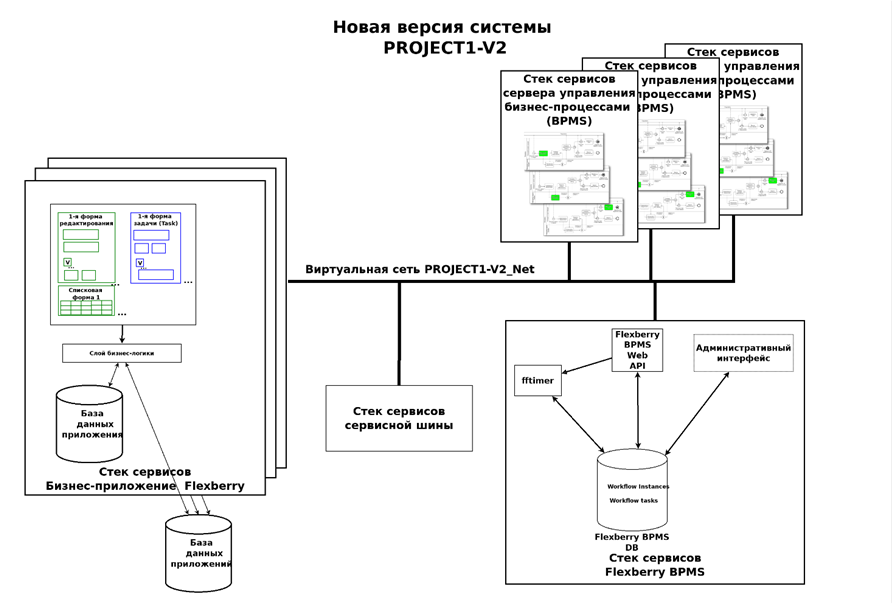 Новая версия системы
PROJECT1-V2
Стек сервисов
управления
процессами
BPMS)
Стек сервисов
управления
процессами
BPMS)
Стек сервисов
сервера управления
бизнес-процессами
(BPMS)
1-я форма
редактирования
V
...
...
Списковая
форма 1
...
1-я форма
задачи (Task)
V
...
...
Слой бизнес-логики
База
данных
приложения
Стек сервисов
Бизнес-приложение Flexberry
База
данных
приложений
Виртуальная сеть PROJECT1-V2_Net
Стек сервисов
сервисной шины
Flexberry
BPMS
Web
API
fftimer
Административный
интерфейс
Workflow Instances
Workflow tasks
Flexberry BPMS
DB
Стек сервисов
Flexberry BPMS